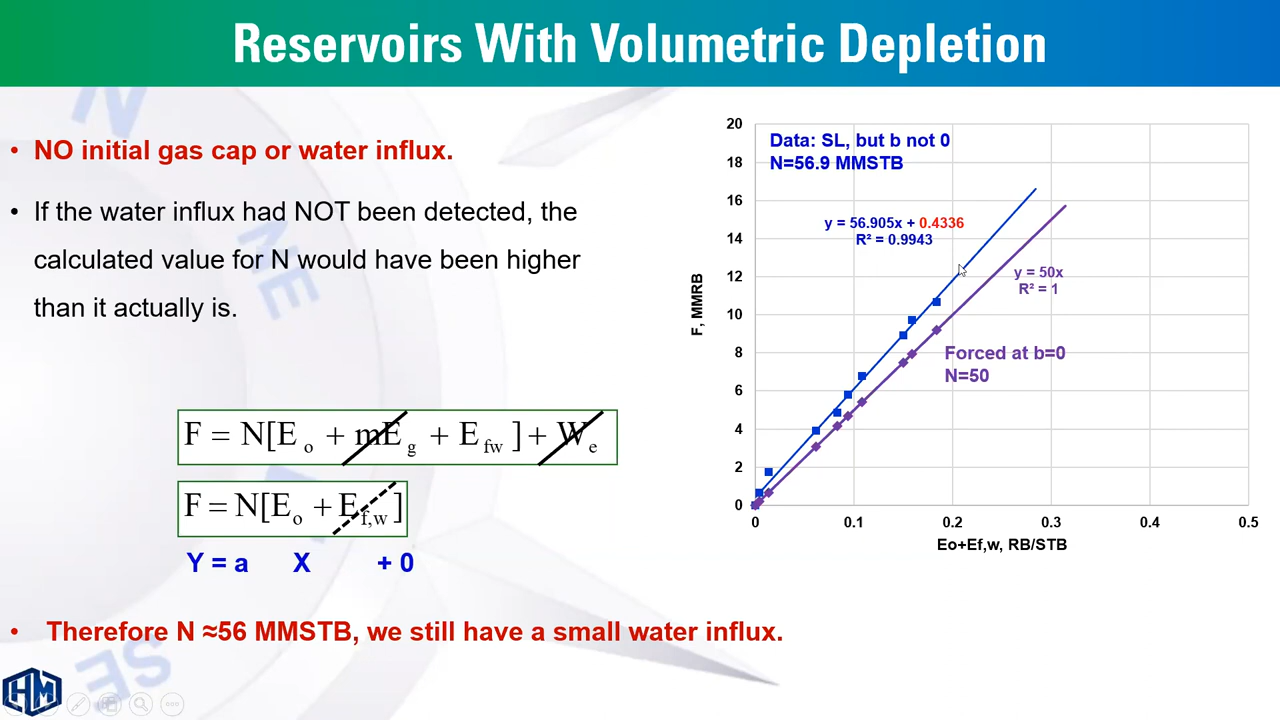 Reservoirs With Volumetric Depletion
• NO initial gas cap or water influx.
• If the water influx had NOT been detected, the
calculated value for N would have been higher
than it actually is.
F = N[E o + mE g + E fw ] + W e
F = N[E o + E f,w ]
Y = a X + 0
• Therefore N ≈56 MMSTB, we still have a small water influx.
Data: SL, but b not 0
N=56.9 MMSTB
y = 56.905x + 0.4336
R² = 0.9943
y = 50x
R² = 1
Forced at b=0
N=50
F, MMRB
20
18
16
14
12
10
8
6
4
2
0
0 0.1 0.2 0.3 0.4 0.5
Eo+Ef,w, RB/STB
NE
SE
HM